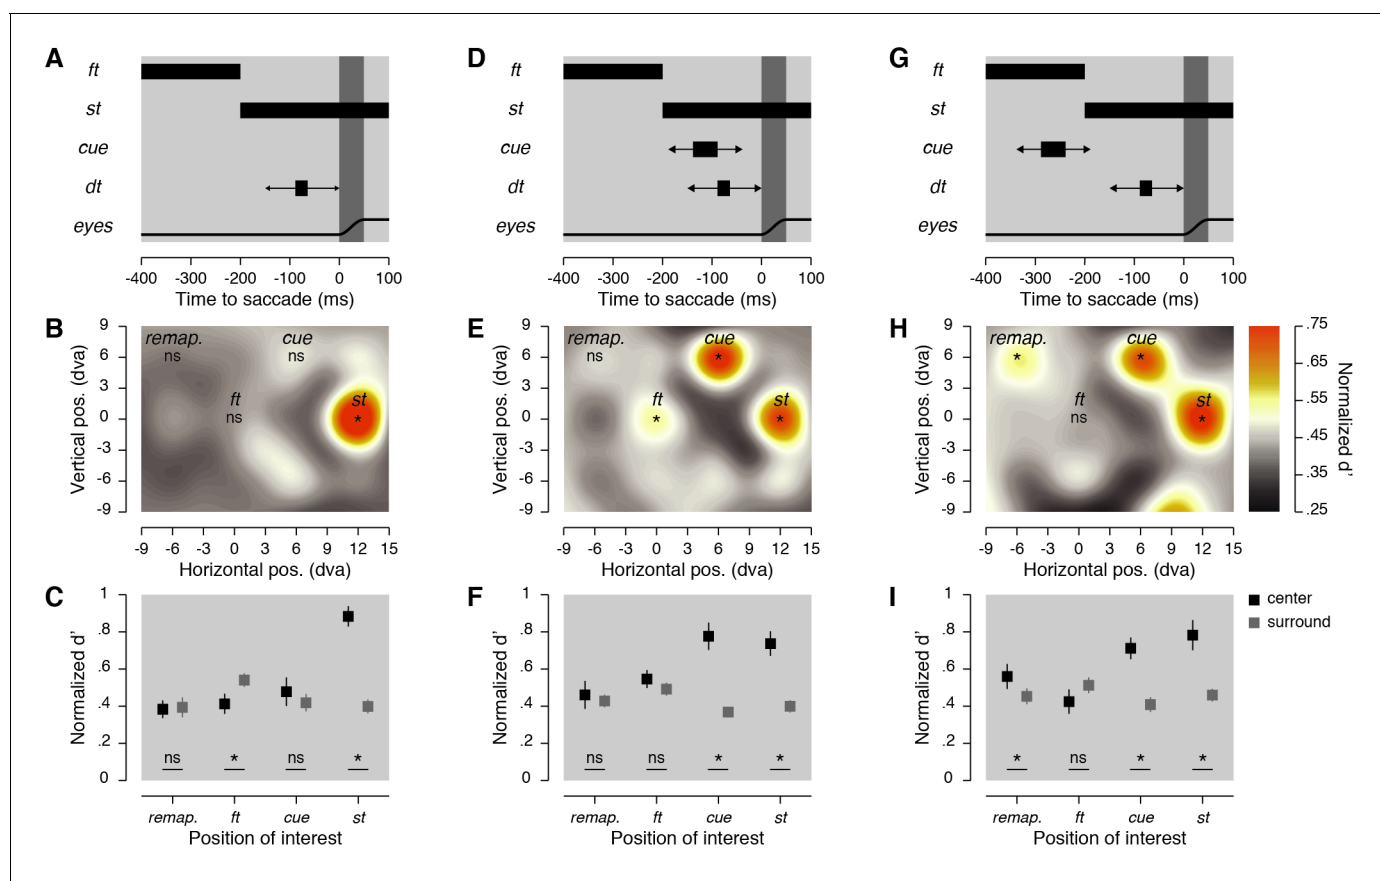 A
ft
st
cue
dt
eyes
-400 -300 -200 -100 0 100
Time to saccade (ms)
D
ft
st
cue
dt
eyes
-400 -300 -200 -100 0 100
Time to saccade (ms)
G
ft
st
cue
dt
eyes
-400 -300 -200 -100 0 100
Time to saccade (ms)
B
Vertical pos. (dva)
9
6
3
0
-3
-6
-9
remap.
ns
cue
ns
ft
ns
st
*
-9 -6 -3 0 3 6 9 12 15
Horizontal pos. (dva)
E
Vertical pos. (dva)
9
6
3
0
-3
-6
-9
remap.
ns
cue
*
ft
*
st
*
-9 -6 -3 0 3 6 9 12 15
Horizontal pos. (dva)
H
Vertical pos. (dva)
9
6
3
0
-3
-6
-9
remap.
*
cue
*
ft
ns
st
*
-9 -6 -3 0 3 6 9 12 15
Horizontal pos. (dva)
.75
.65
.55
.45
.35
.25
Normalized d'
C
Normalized d'
1
.8
.6
.4
.2
0
ns * ns *
remap. ft cue st
Position of interest
F
Normalized d'
1
.8
.6
.4
.2
0
ns ns * *
remap. ft cue st
Position of interest
I
Normalized d'
1
.8
.6
.4
.2
0
* ns * *
remap. ft cue st
Position of interest
center
surround